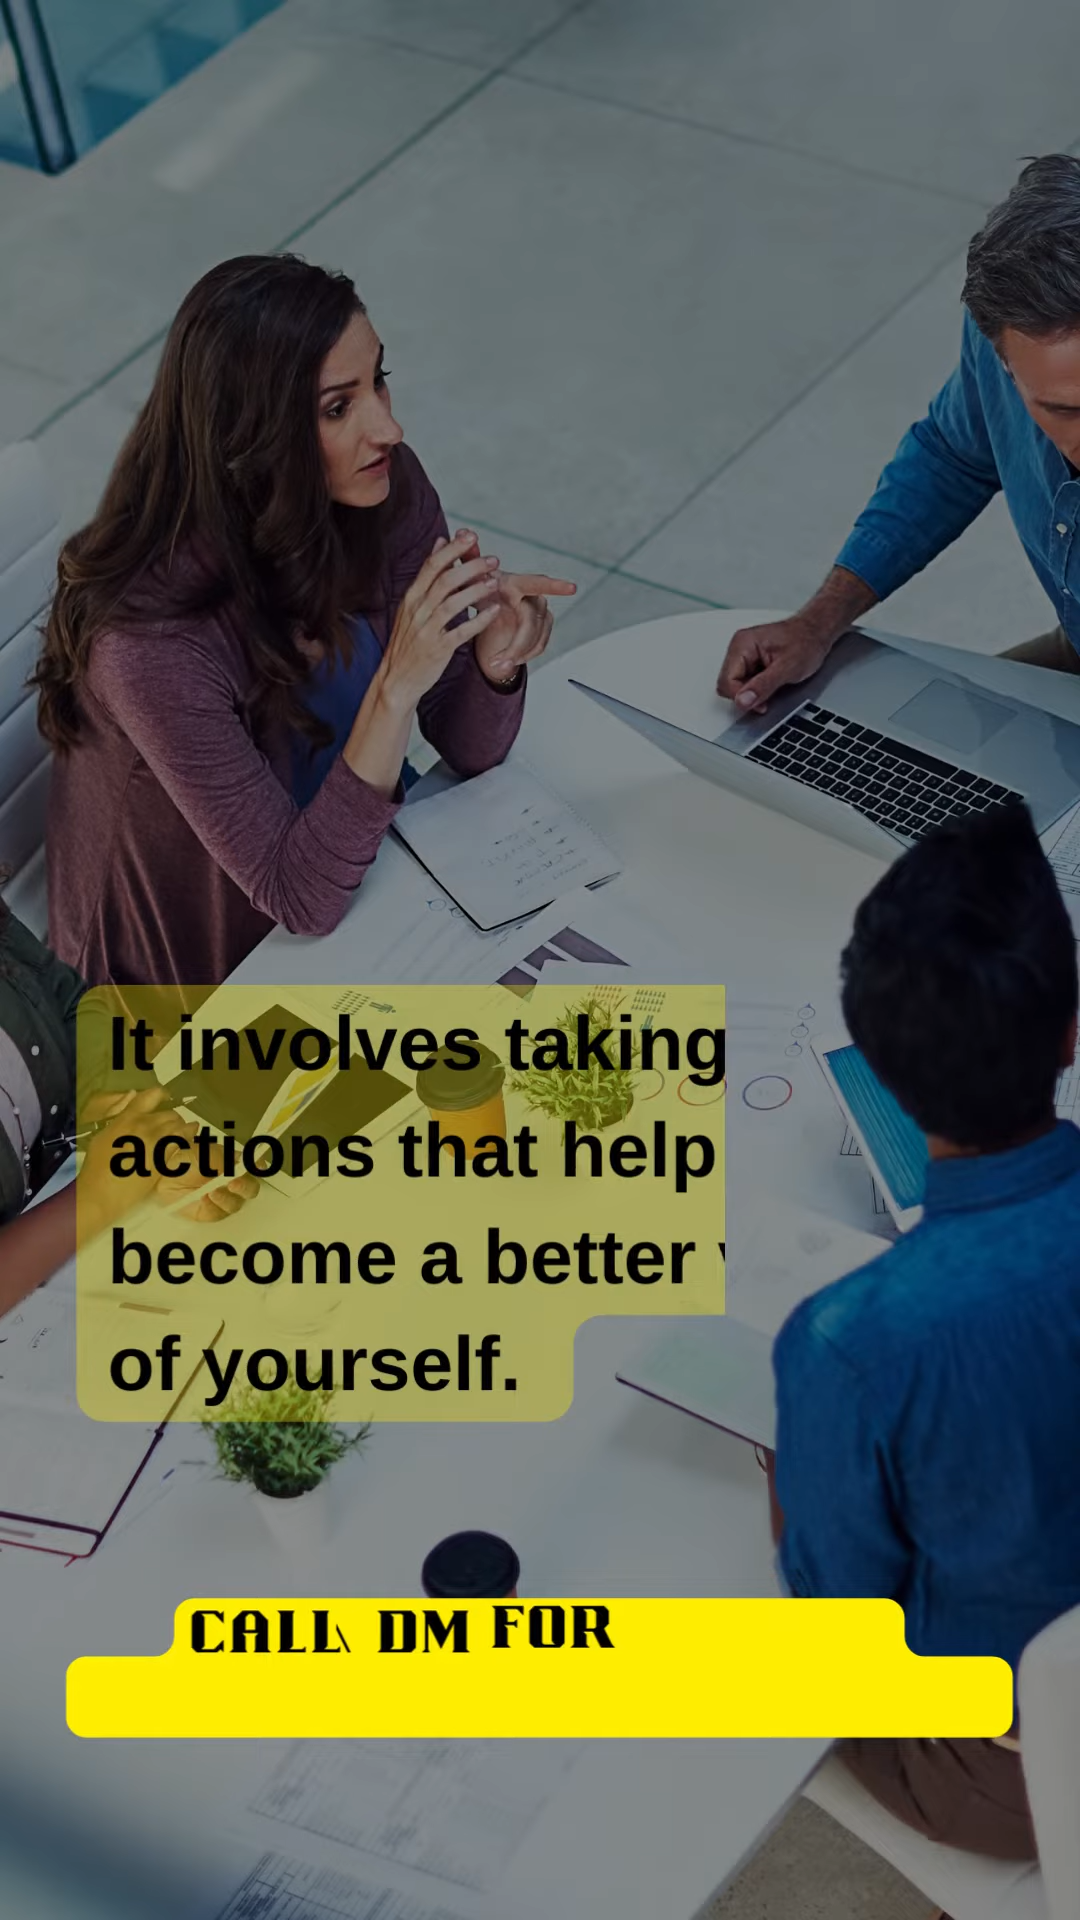 It involves taking
actions that help
become a better
of yourself.
CALL\ DM FOR